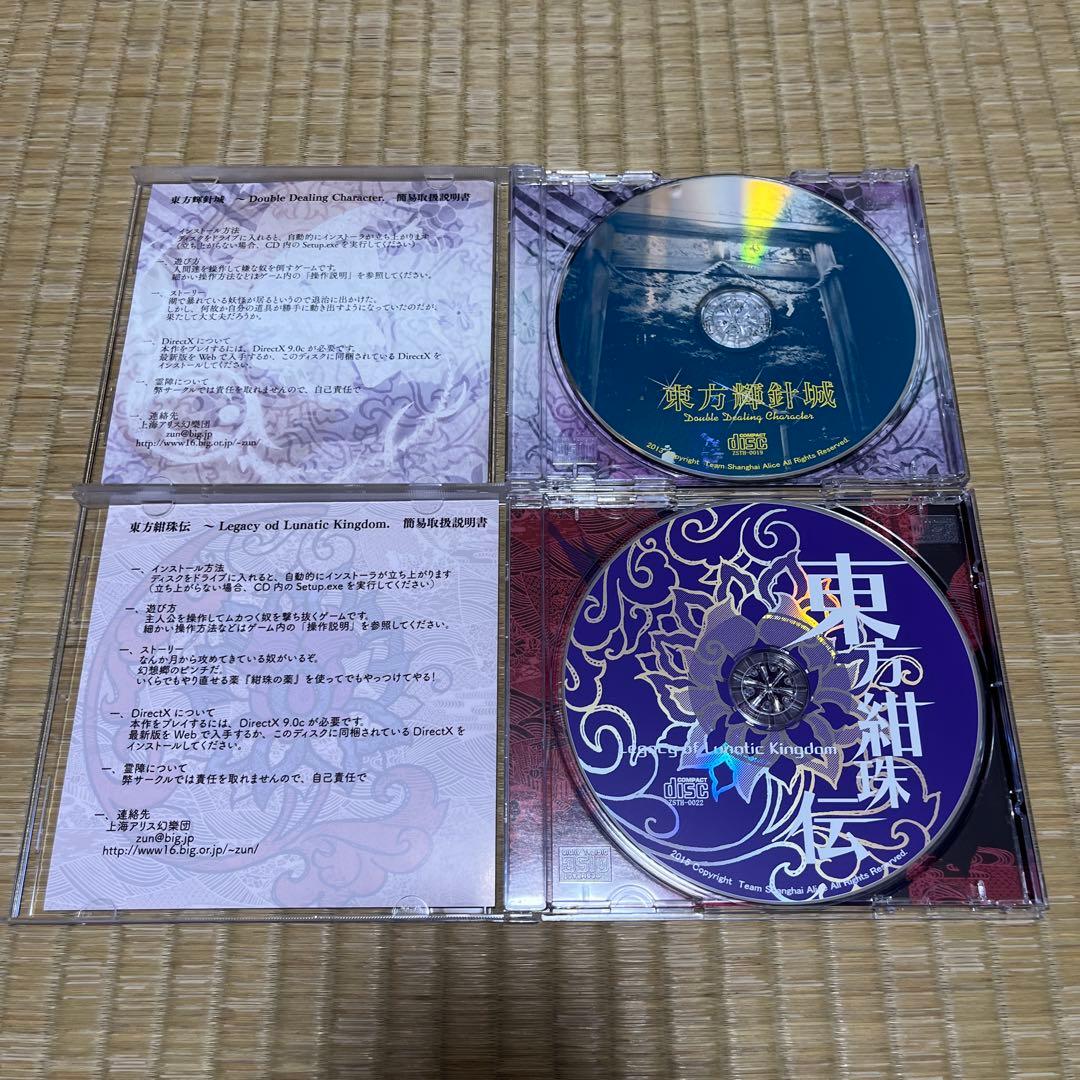 東方輝針城　～ Double Dealing Character.　簡易取扱説明書
一、インストール方法
ディスクをドライブに入れると、自動的にインストーラが立ち上がります
（立ち上がらない場合、CD 内の Setup.exe を実行してください）
一、遊び方
人間達を操作して嫌な奴を倒すゲームです。
細かい操作方法などはゲーム内の「操作説明」を参照してください。
一、ストーリー
湖で暴れている妖怪が居るというので退治に出かけた。
しかし、何故か自分の道具が勝手に動き出すようになっていたのだが、
果たして大丈夫だろうか。
一、DirectX について
本作をプレイするには、DirectX 9.0c が必要です。
最新版を Web で入手するか、このディスクに同梱されている DirectX を
インストールしてください。
一、霊障について
弊サークルでは責任を取れませんので、自己責任で
一、連絡先
上海アリス幻樂団
zun@big.jp
http://www16.big.or.jp/~zun/
東方輝針城
Double Dealing Character
COMPACT
disc
ZSTH-0019
2013 Copyright Team Shanghai Alice All Rights Reserved.
東方紺珠伝　～ Legacy od Lunatic Kingdom.　簡易取扱説明書
一、インストール方法
ディスクをドライブに入れると、自動的にインストーラが立ち上がります
（立ち上がらない場合、CD 内の Setup.exe を実行してください）
一、遊び方
主人公を操作してムカつく奴を撃ち抜くゲームです。
細かい操作方法などはゲーム内の「操作説明」を参照してください。
一、ストーリー
なんか月から攻めてきている奴がいるぞ。
幻想郷のピンチだ。
いくらでもやり直せる薬『紺珠の薬』を使ってでもやっつけてやる！
一、DirectX について
本作をプレイするには、DirectX 9.0c が必要です。
最新版を Web で入手するか、このディスクに同梱されている DirectX を
インストールしてください。
一、霊障について
弊サークルでは責任を取れませんので、自己責任で
一、連絡先
上海アリス幻樂団
zun@big.jp
http://www16.big.or.jp/~zun/
東方紺珠伝
Legacy of Lunatic Kingdom
COMPACT
disc
ZSTH-0022
2015 Copyright Team Shanghai Alice All Rights Reserved.